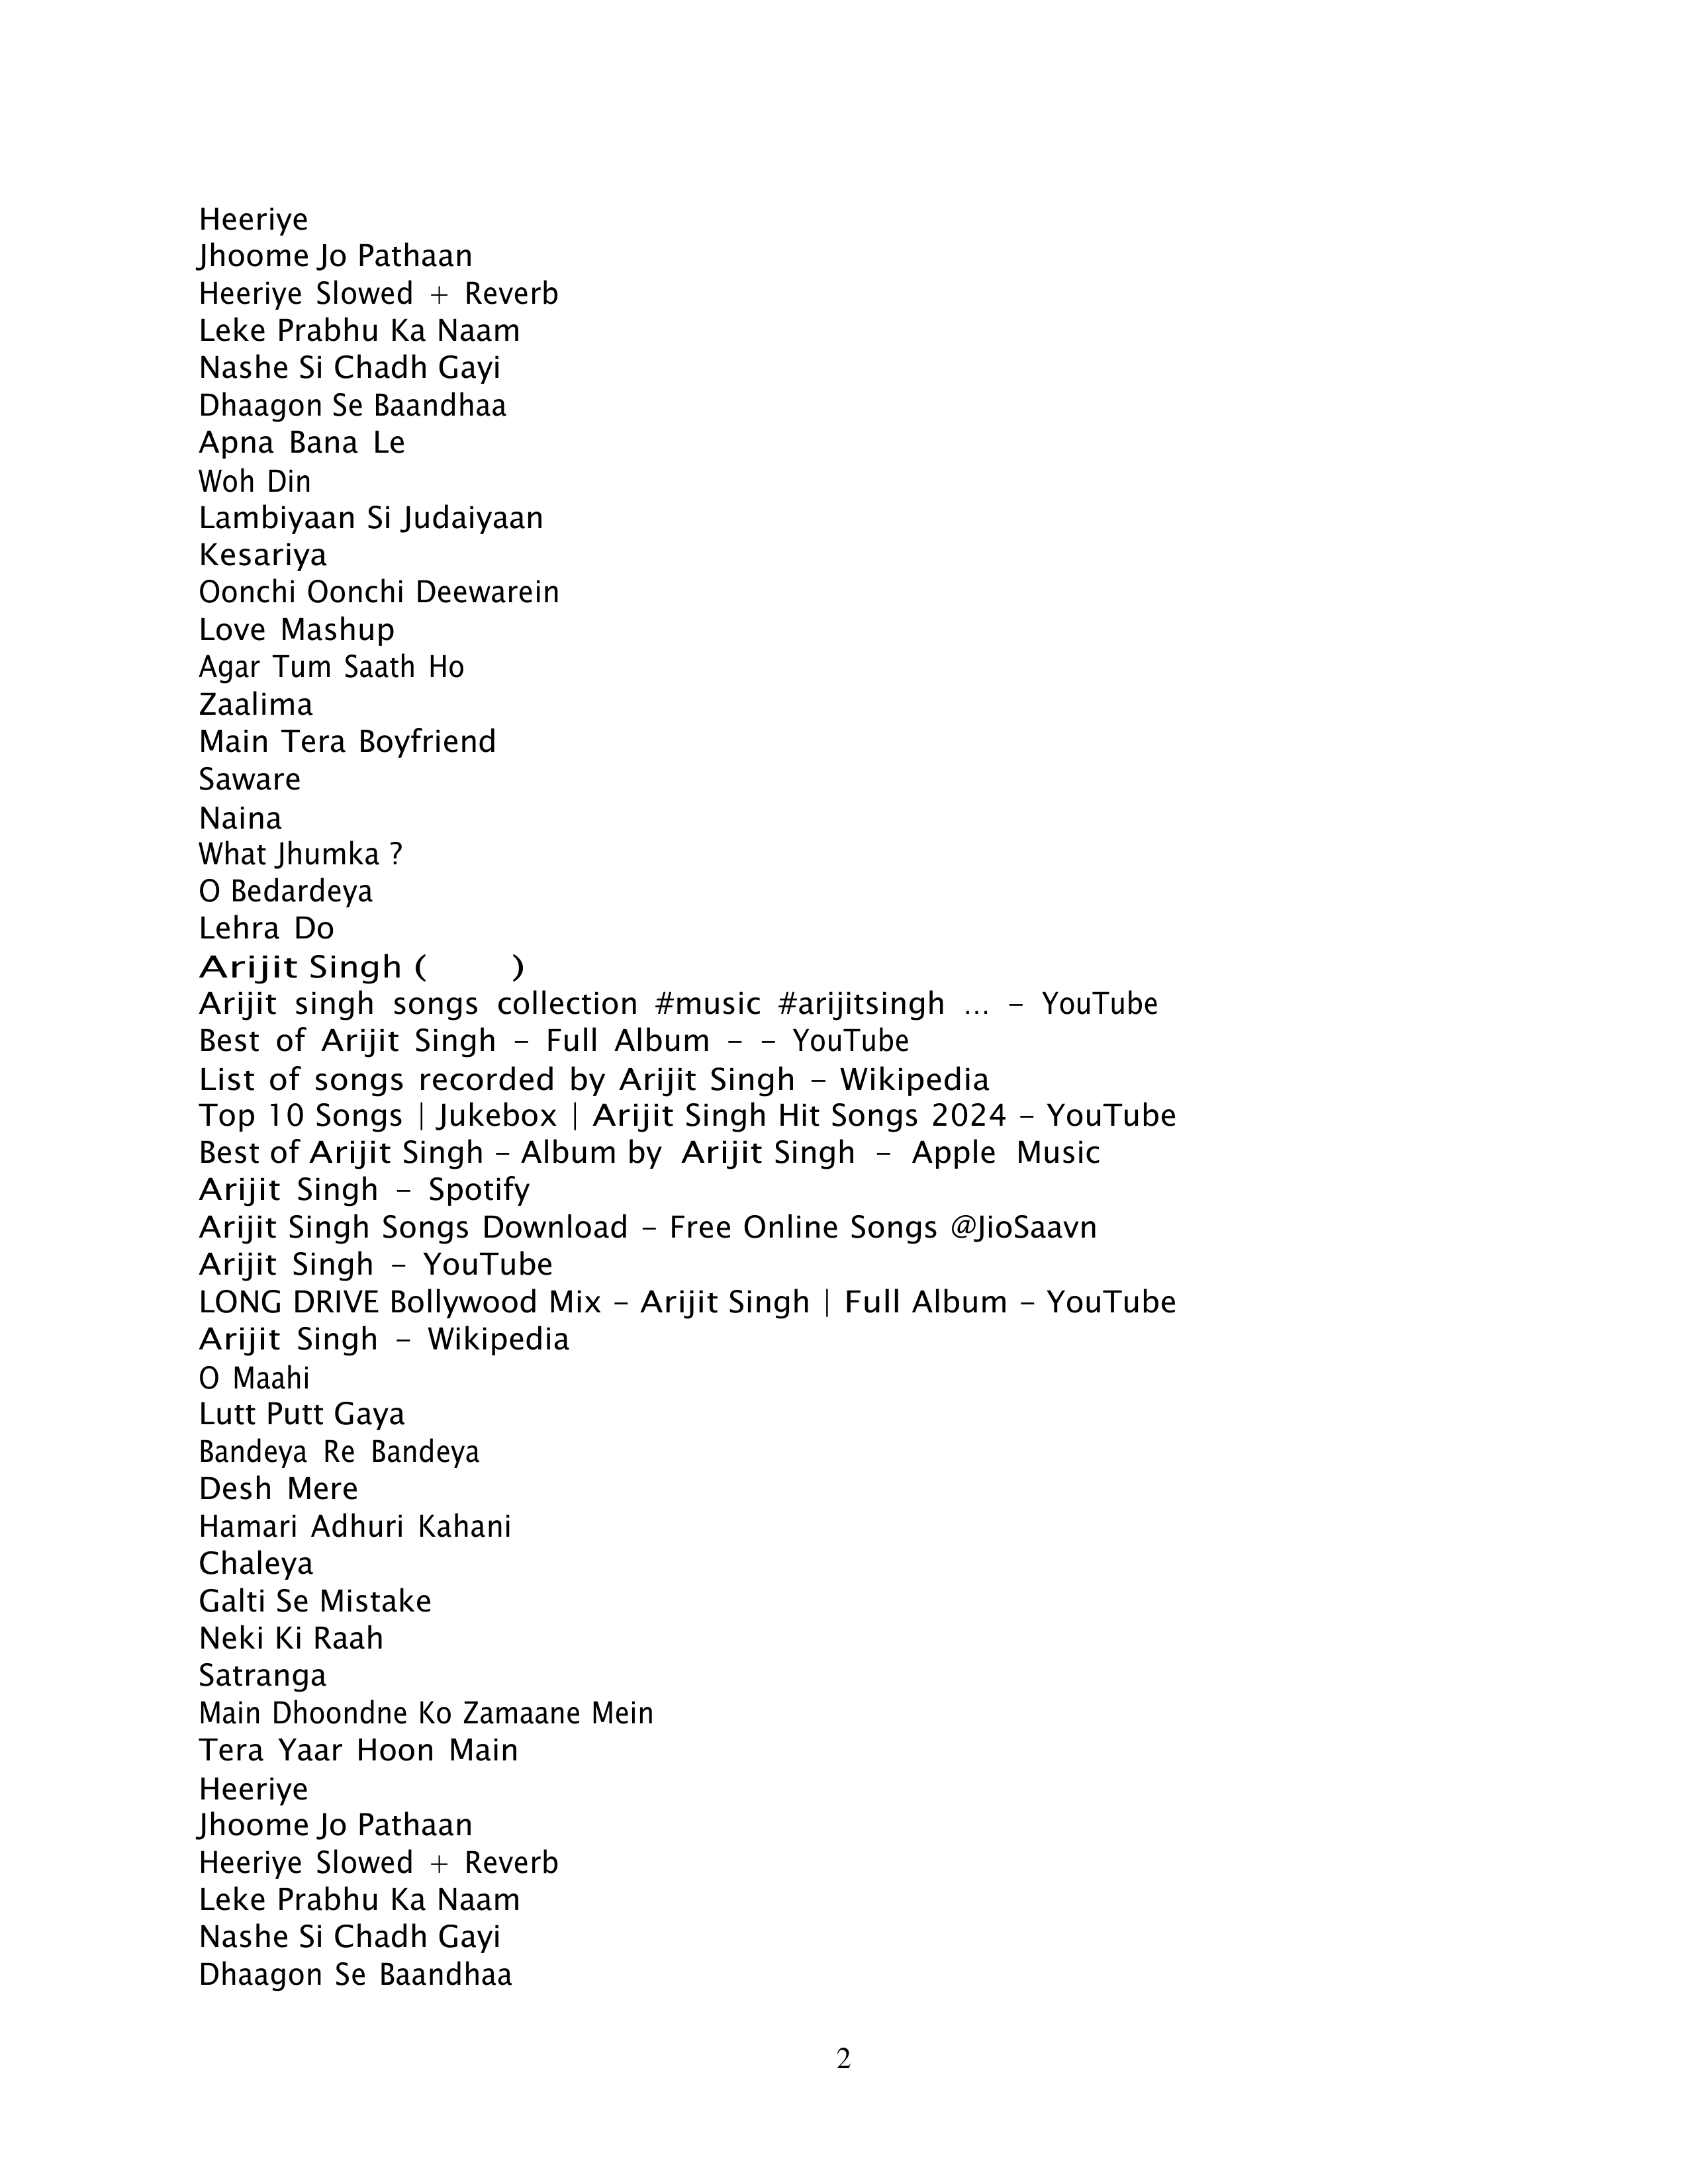 Heeriye
Jhoome Jo Pathaan
Heeriye Slowed + Reverb
Leke Prabhu Ka Naam
Nashe Si Chadh Gayi
Dhaagon Se Baandhaa
Apna Bana Le
Woh Din
Lambiyaan Si Judaiyaan
Kesariya
Oonchi Oonchi Deewarein
Love Mashup
Agar Tum Saath Ho
Zaalima
Main Tera Boyfriend
Saware
Naina
What Jhumka ?
O Bedardeya
Lehra Do
Arijit Singh ( )
Arijit singh songs collection #music #arijitsingh ... – YouTube
Best of Arijit Singh – Full Album – – YouTube
List of songs recorded by Arijit Singh – Wikipedia
Top 10 Songs | Jukebox | Arijit Singh Hit Songs 2024 – YouTube
Best of Arijit Singh – Album by Arijit Singh – Apple Music
Arijit Singh – Spotify
Arijit Singh Songs Download – Free Online Songs @JioSaavn
Arijit Singh – YouTube
LONG DRIVE Bollywood Mix – Arijit Singh | Full Album – YouTube
Arijit Singh – Wikipedia
O Maahi
Lutt Putt Gaya
Bandeya Re Bandeya
Desh Mere
Hamari Adhuri Kahani
Chaleya
Galti Se Mistake
Neki Ki Raah
Satranga
Main Dhoondne Ko Zamaane Mein
Tera Yaar Hoon Main
Heeriye
Jhoome Jo Pathaan
Heeriye Slowed + Reverb
Leke Prabhu Ka Naam
Nashe Si Chadh Gayi
Dhaagon Se Baandhaa
2